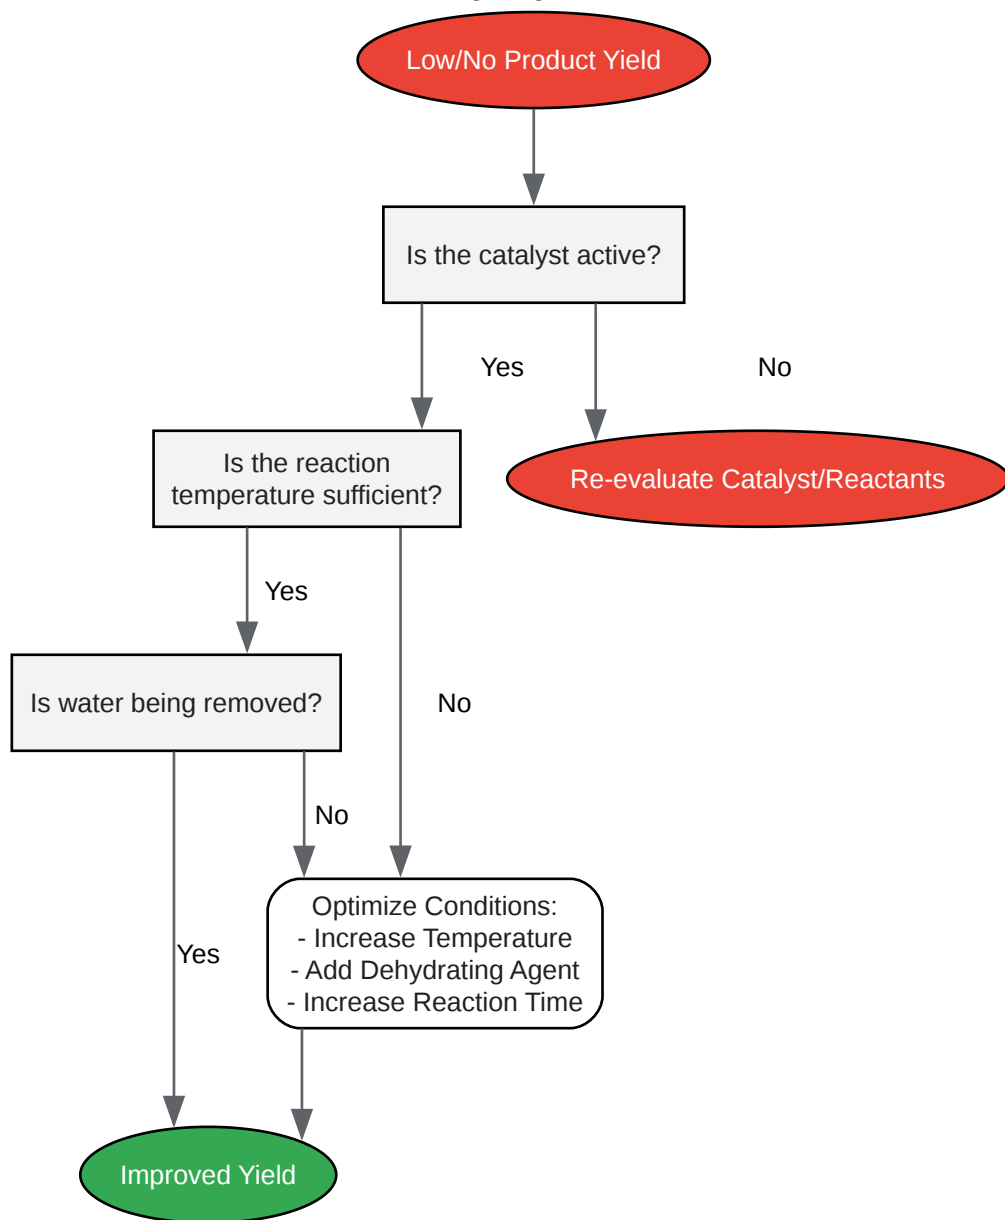 Low/No Product Yield
Is the catalyst active?
Yes
No
Is the reaction
temperature sufficient?
Re-evaluate Catalyst/Reactants
Yes
Is water being removed?
No
No
Optimize Conditions:
- Increase Temperature
- Add Dehydrating Agent
- Increase Reaction Time
Yes
Improved Yield